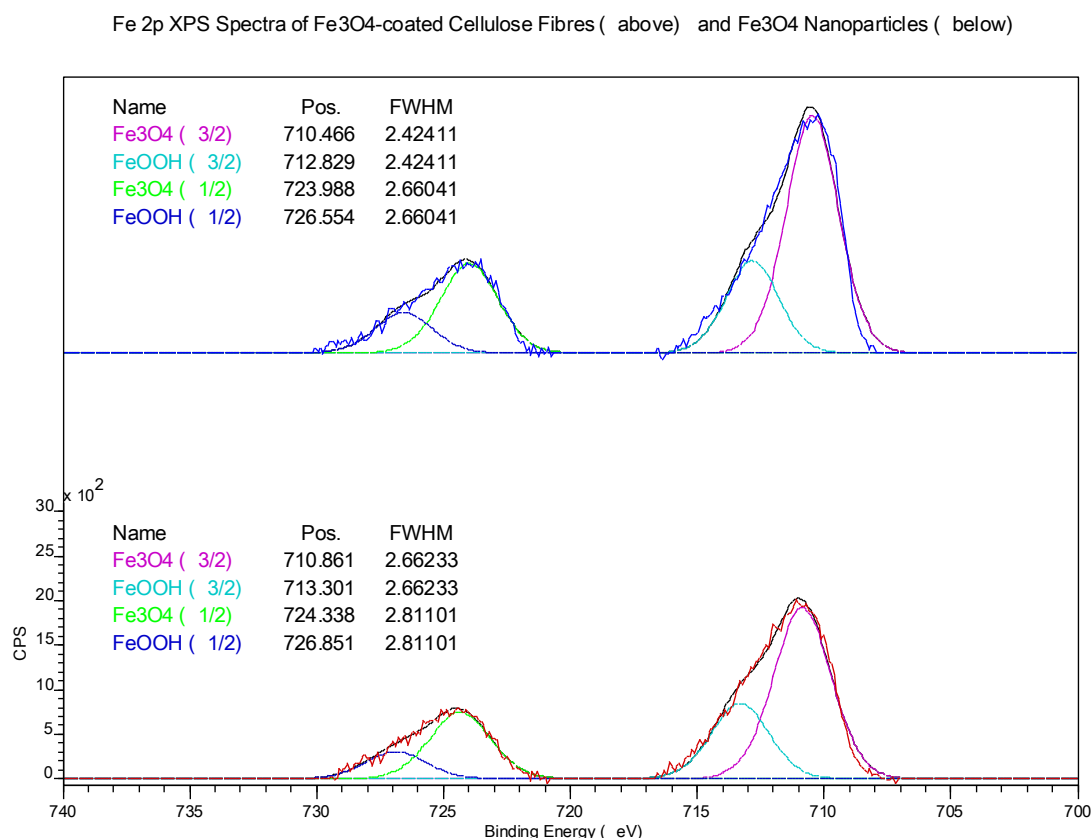 Fe 2p XPS Spectra of Fe3O4-coated Cellulose Fibres ( above) and Fe3O4 Nanoparticles ( below)
Name Pos. FWHM
Fe3O4 ( 3/2) 710.466 2.42411
FeOOH ( 3/2) 712.829 2.42411
Fe3O4 ( 1/2) 723.988 2.66041
FeOOH ( 1/2) 726.554 2.66041
x 10^2
30
25
20
15
10
5
0
CPS
Name Pos. FWHM
Fe3O4 ( 3/2) 710.861 2.66233
FeOOH ( 3/2) 713.301 2.66233
Fe3O4 ( 1/2) 724.338 2.81101
FeOOH ( 1/2) 726.851 2.81101
740 730 725 720 715 710 705 700
Binding Energy ( eV)